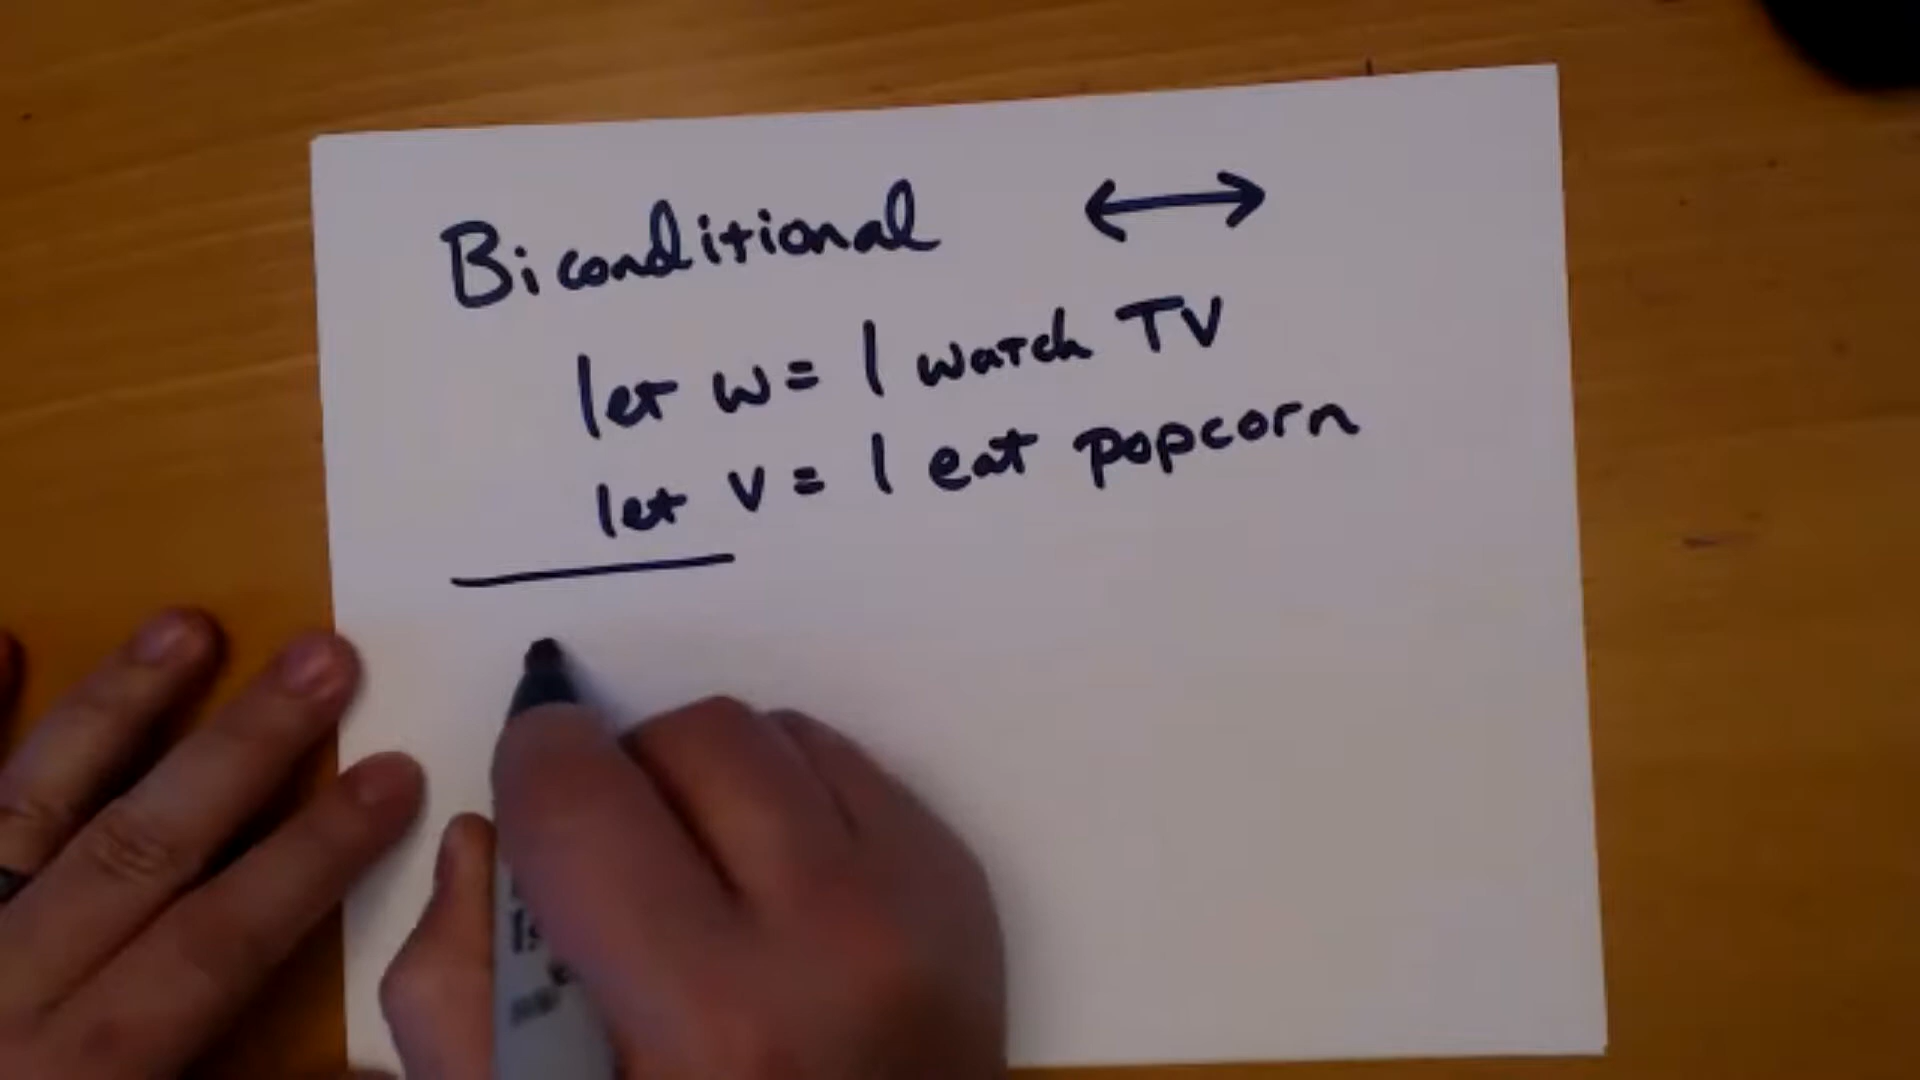 Biconditional ↔
let w = I watch TV
let v = I eat popcorn